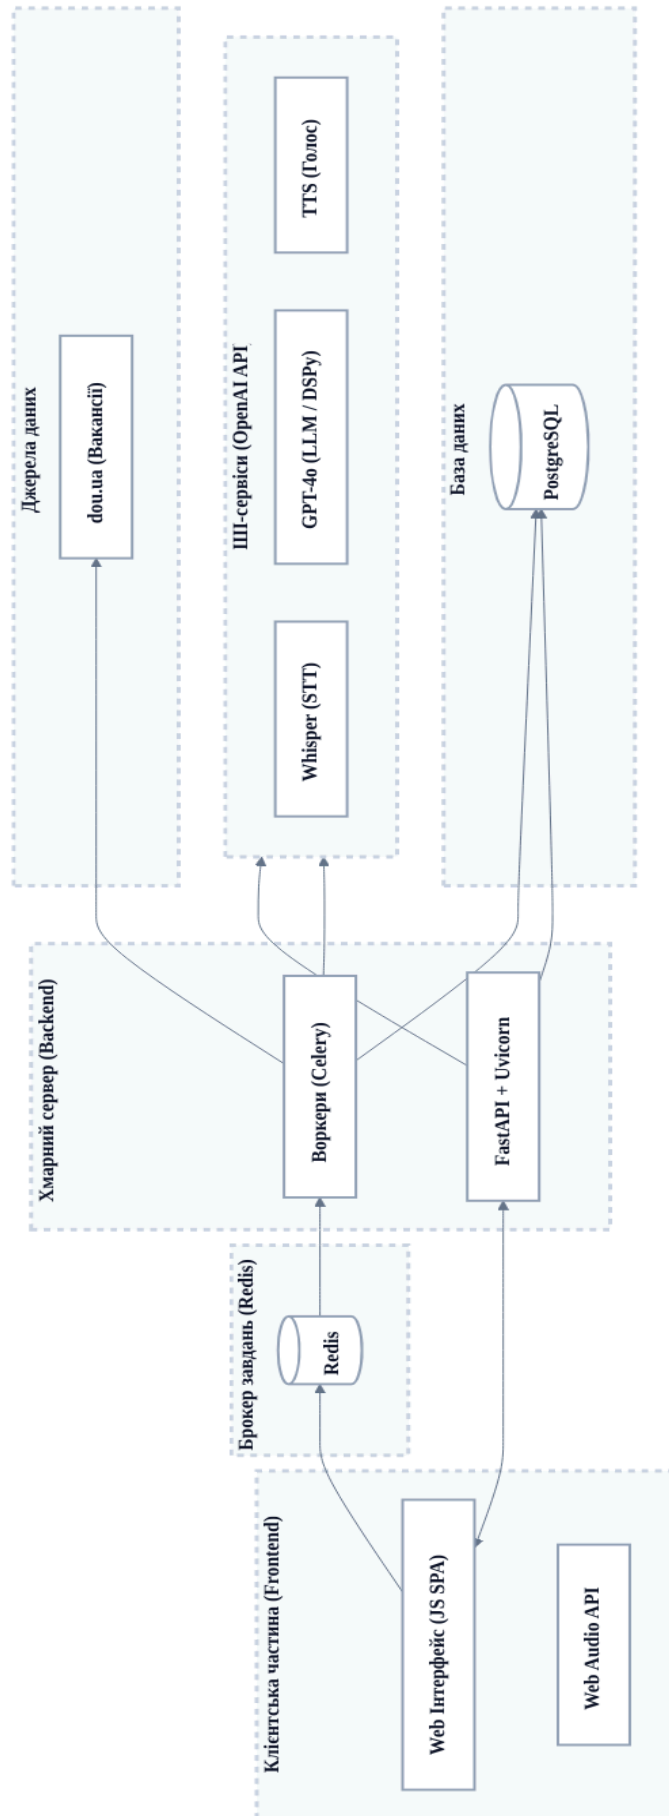 Джерела даних
dou.ua (Вакансії)
ШІ-сервіси (OpenAI API
TTS (Голос)
GPT-4o (LLM / DSPy)
Whisper (STT)
База даних
PostgreSQL
Хмарний сервер (Backend)
Воркери (Celery)
FastAPI + Uvicorn
Брокер завдань (Redis)
Redis
Клієнтська частина (Frontend)
Web Інтерфейс (JS SPA)
Web Audio API